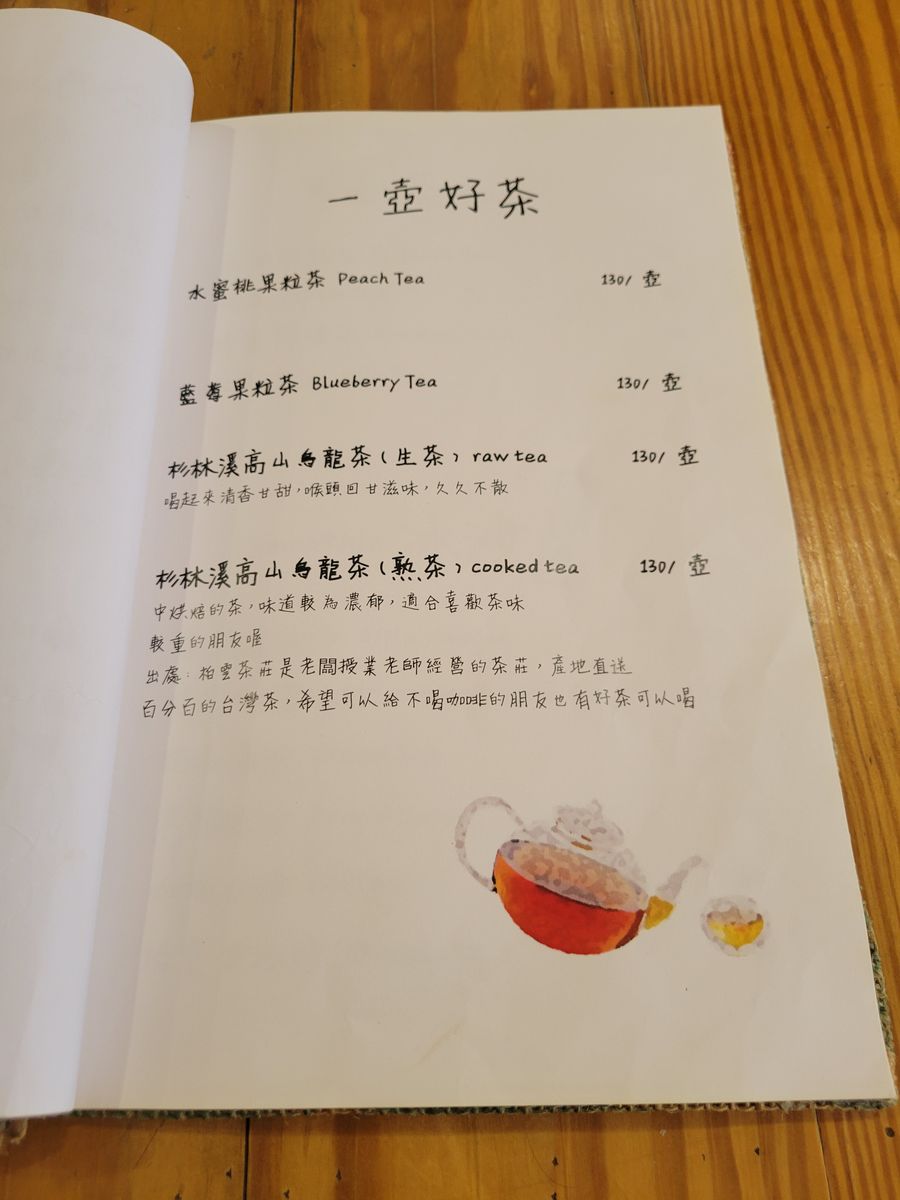 一壺好茶
水蜜桃果粒茶 Peach Tea 130/ 壺
藍莓果粒茶 Blueberry Tea 130/ 壺
杉林溪高山烏龍茶(生茶) raw tea 130/ 壺
喝起來清香甘甜,喉頭回甘滋味,久久不散
杉林溪高山烏龍茶(熟茶) cooked tea 130/ 壺
中烘焙的茶,味道較為濃郁,適合喜歡茶味
較重的朋友喔
出處:柏雲茶莊是老闆授業老師經營的茶莊,產地直送
百分百的台灣茶,希望可以給不喝咖啡的朋友也有好茶可以喝